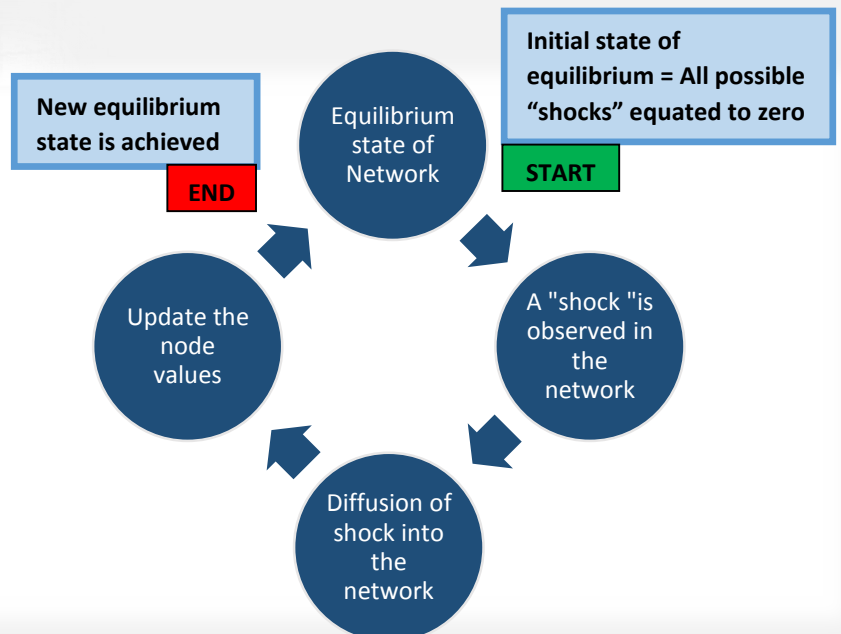 Initial state of
equilibrium = All possible
“shocks” equated to zero
START
New equilibrium
state is achieved
END
Equilibrium
state of
Network
A "shock "is
observed in
the
network
Diffusion of
shock into
the
network
Update the
node
values